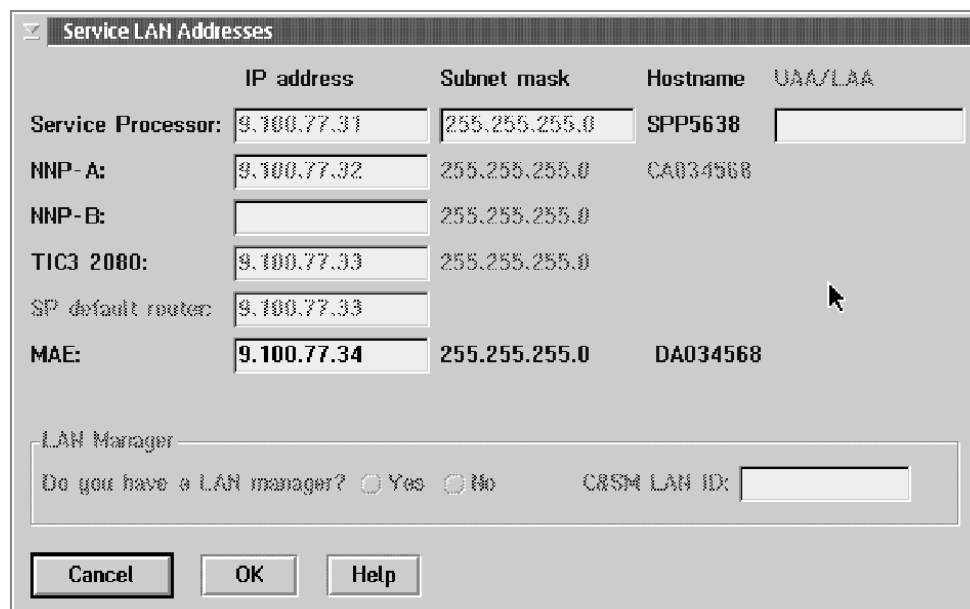 Service LAN Addresses
IP address Subnet mask Hostname UAA/LAA
Service Processor: 9.100.77.31 255.255.255.0 SPP5638
NNP-A: 9.100.77.32 255.255.255.0 CA034568
NNP-B: 255.255.255.0
TIC3 2080: 9.100.77.33 255.255.255.0
SP default router: 9.100.77.33
MAE: 9.100.77.34 255.255.255.0 DA034568
LAN Manager
Do you have a LAN manager? Yes No C&SM LAN ID:
Cancel OK Help